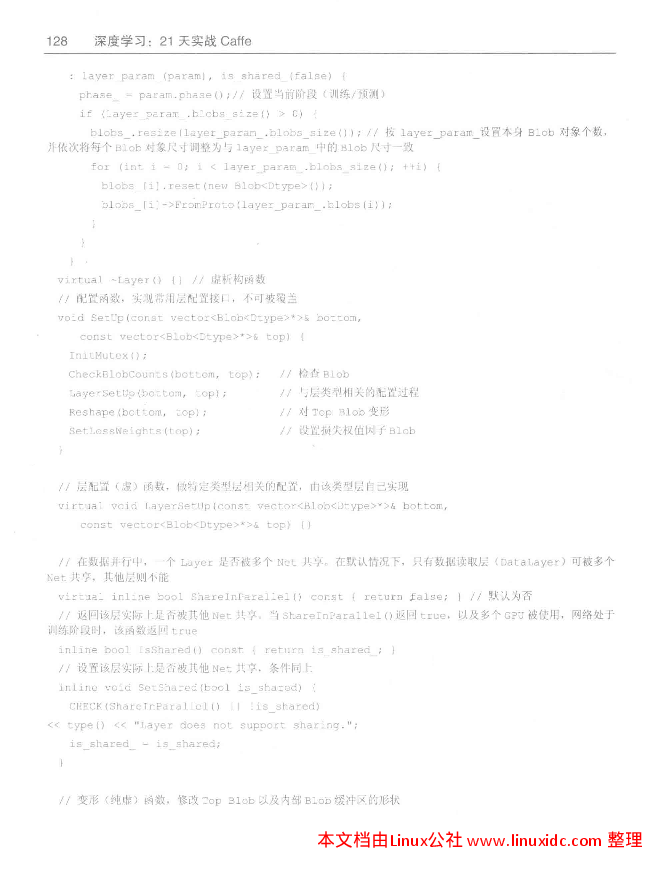 128 深度学习：21 天实战 Caffe
: layer_param_(param), is_shared_(false) {
phase_ = param.phase();// 设置当前阶段（训练/预测）
if (layer_param_.blobs_size() > 0) {
blobs_.resize(layer_param_.blobs_size()); // 按 layer_param_设置本身 Blob 对象个数，
并依次将每个 Blob 对象尺寸调整为与 layer_param_中的 Blob 尺寸一致
for (int i = 0; i < layer_param_.blobs_size(); ++i) {
blobs_[i].reset(new Blob<Dtype>());
blobs_[i]->FromProto(layer_param_.blobs(i));
}
}
}
virtual ~Layer() {} // 虚析构函数
// 配置函数，实现常用层配置接口，不可被覆盖
void SetUp(const vector<Blob<Dtype>*>& bottom,
const vector<Blob<Dtype>*>& top) {
InitMutex();
CheckBlobCounts(bottom, top); // 检查 Blob
LayerSetUp(bottom, top); // 与层类型相关的配置过程
Reshape(bottom, top); // 对 Top Blob 变形
SetLossWeights(top); // 设置损失权值因子 Blob
}
// 层配置（虚）函数，做特定类型层相关的配置，由该类型层自己实现
virtual void LayerSetUp(const vector<Blob<Dtype>*>& bottom,
const vector<Blob<Dtype>*>& top) {}
// 在数据并行中，一个 Layer 是否被多个 Net 共享。在默认情况下，只有数据读取层（DataLayer）可被多个
Net 共享，其他层则不能
virtual inline bool ShareInParallel() const { return false; } // 默认为否
// 返回该层实际上是否被其他 Net 共享。当 ShareInParallel()返回 true，以及多个 GPU 被使用，网络处于
训练阶段时，该函数返回 true
inline bool IsShared() const { return is_shared_; }
// 设置该层实际上是否被其他 Net 共享，条件同上
inline void SetShared(bool is_shared) {
CHECK(ShareInParallel() || !is_shared)
<< type() << "Layer does not support sharing.";
is_shared_ = is_shared;
}
// 变形（纯虚）函数，修改 Top Blob 以及内部 Blob 缓冲区的形状
本文档由Linux公社 www.linuxidc.com 整理